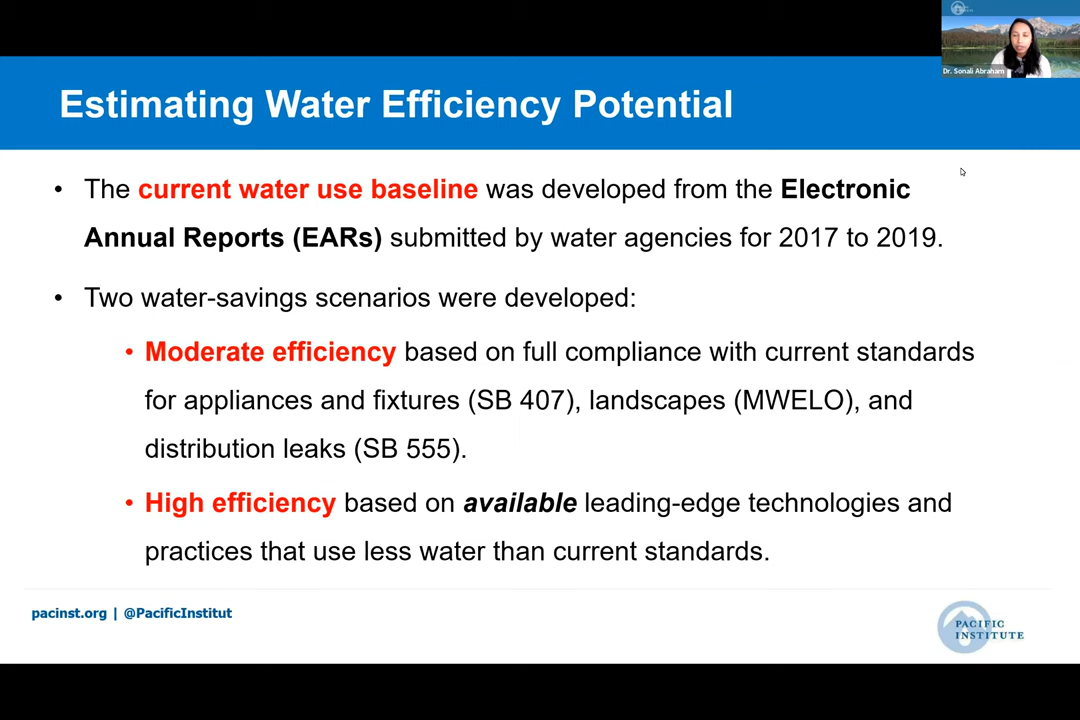 Dr. Sonali Abraham
Estimating Water Efficiency Potential
• The current water use baseline was developed from the Electronic
Annual Reports (EARs) submitted by water agencies for 2017 to 2019.
• Two water-savings scenarios were developed:
• Moderate efficiency based on full compliance with current standards
for appliances and fixtures (SB 407), landscapes (MWELO), and
distribution leaks (SB 555).
• High efficiency based on available leading-edge technologies and
practices that use less water than current standards.
pacinst.org | @PacificInstitut
PACIFIC
INSTITUTE